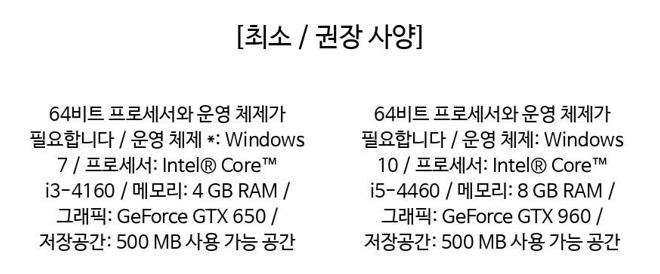 [최소 / 권장 사양]
64비트 프로세서와 운영 체제가
필요합니다 / 운영 체제 *: Windows
7 / 프로세서: Intel® Core™
i3-4160 / 메모리: 4 GB RAM /
그래픽: GeForce GTX 650 /
저장공간: 500 MB 사용 가능 공간
64비트 프로세서와 운영 체제가
필요합니다 / 운영 체제: Windows
10 / 프로세서: Intel® Core™
i5-4460 / 메모리: 8 GB RAM /
그래픽: GeForce GTX 960 /
저장공간: 500 MB 사용 가능 공간